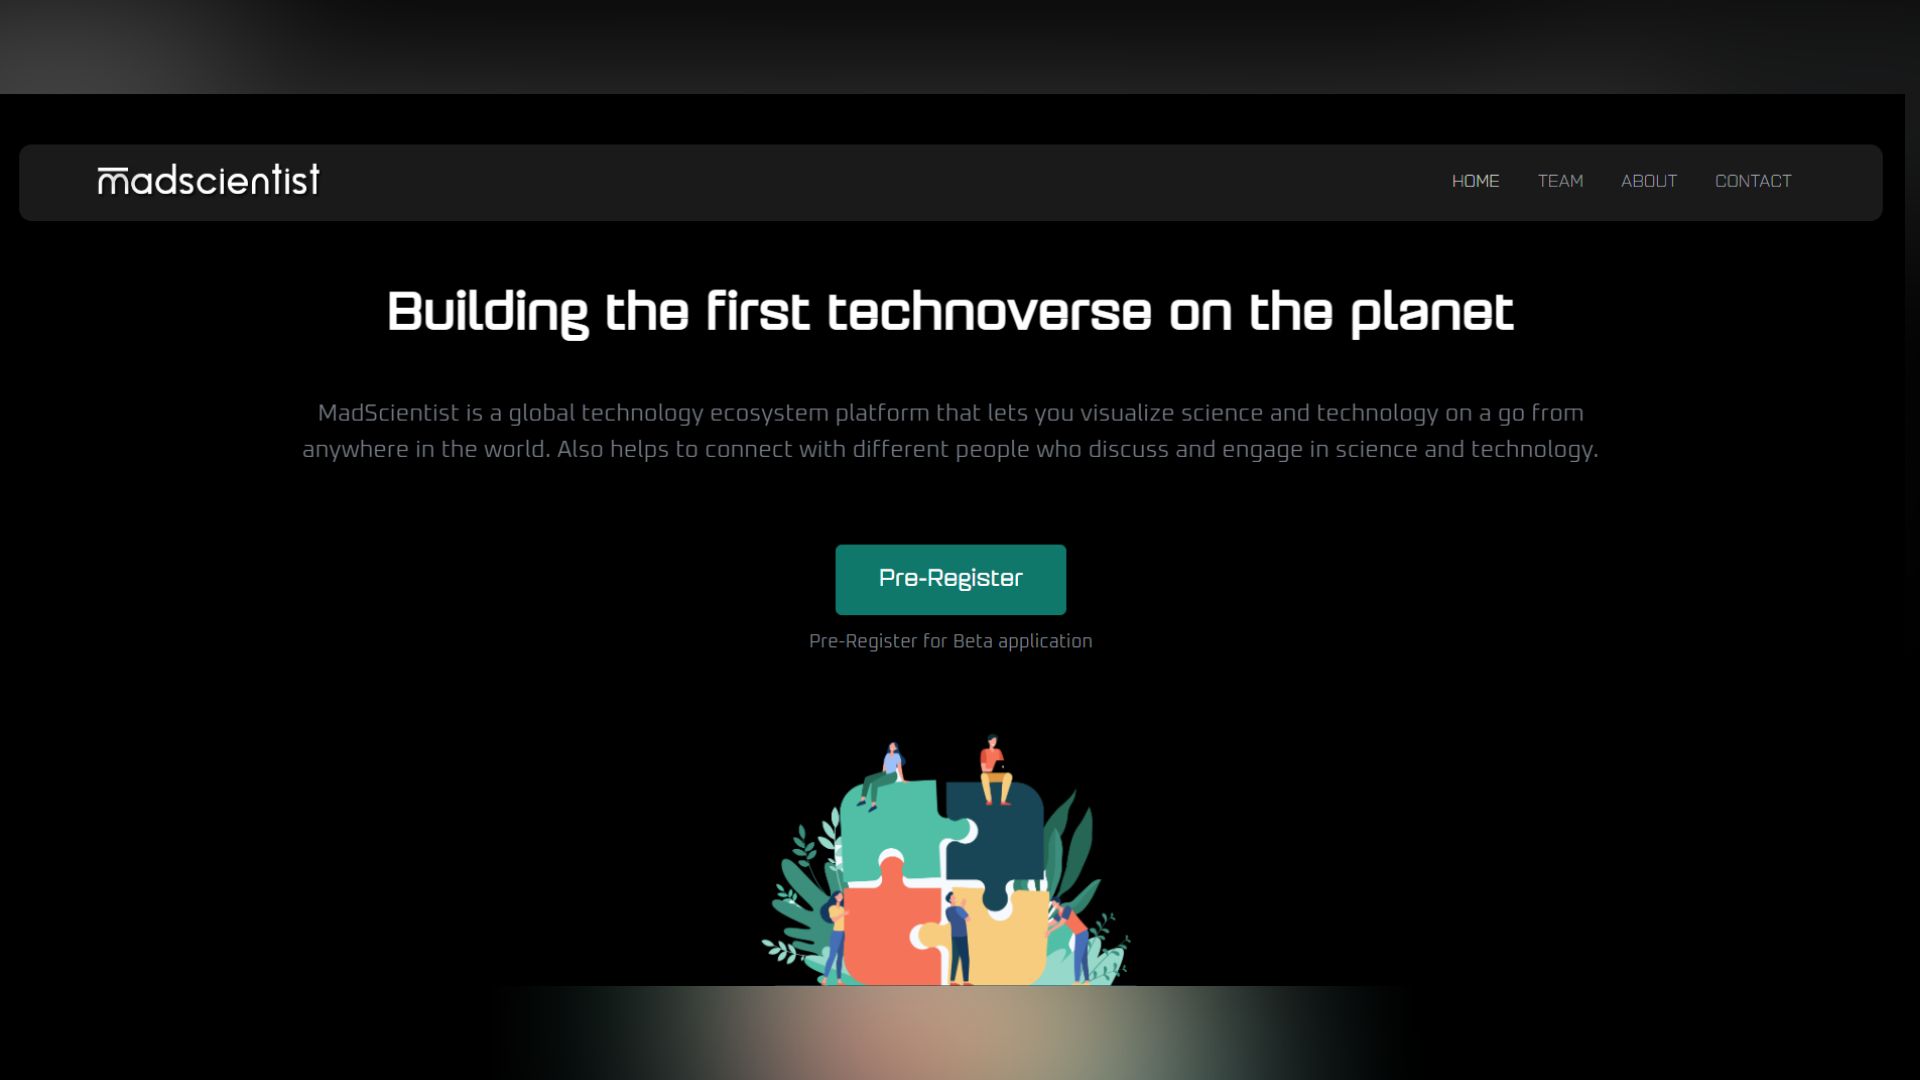 madscientist
HOME TEAM ABOUT CONTACT
Building the first technoverse on the planet
MadScientist is a global technology ecosystem platform that lets you visualize science and technology on a go from
anywhere in the world. Also helps to connect with different people who discuss and engage in science and technology.
Pre-Register
Pre-Register for Beta application